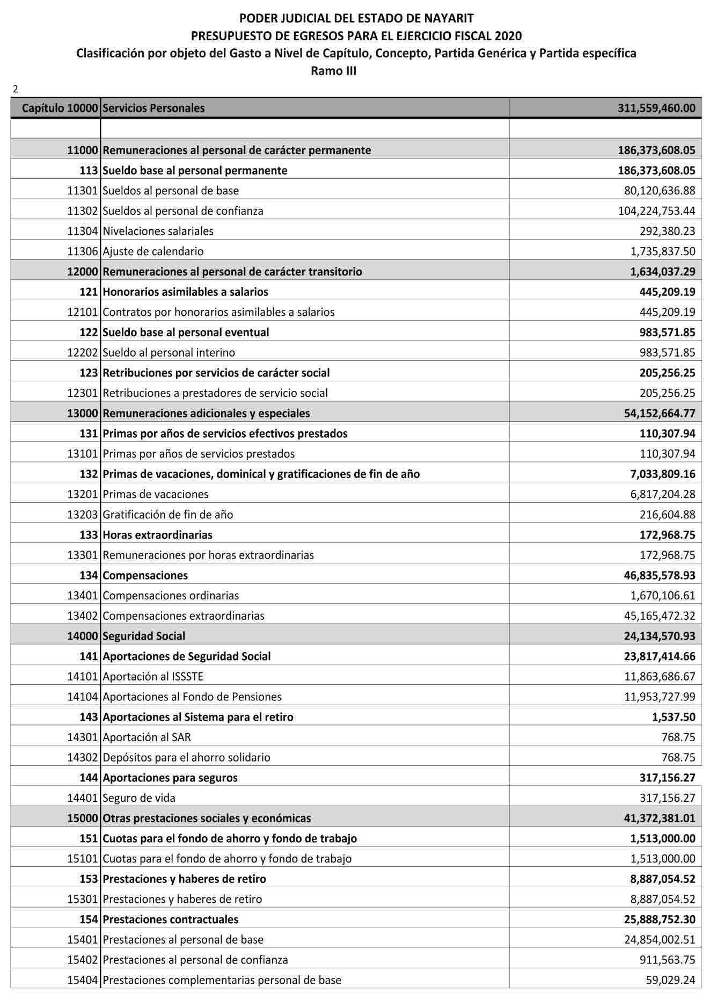 PODER JUDICIAL DEL ESTADO DE NAYARIT
PRESUPUESTO DE EGRESOS PARA EL EJERCICIO FISCAL 2020
Clasificación por objeto del Gasto a Nivel de Capítulo, Concepto, Partida Genérica y Partida específica
Ramo III
2
Capítulo 10000 Servicios Personales 311,559,460.00
11000 Remuneraciones al personal de carácter permanente 186,373,608.05
113 Sueldo base al personal permanente 186,373,608.05
11301 Sueldos al personal de base 80,120,636.88
11302 Sueldos al personal de confianza 104,224,753.44
11304 Nivelaciones salariales 292,380.23
11306 Ajuste de calendario 1,735,837.50
12000 Remuneraciones al personal de carácter transitorio 1,634,037.29
121 Honorarios asimilables a salarios 445,209.19
12101 Contratos por honorarios asimilables a salarios 445,209.19
122 Sueldo base al personal eventual 983,571.85
12202 Sueldo al personal interino 983,571.85
123 Retribuciones por servicios de carácter social 205,256.25
12301 Retribuciones a prestadores de servicio social 205,256.25
13000 Remuneraciones adicionales y especiales 54,152,664.77
131 Primas por años de servicios efectivos prestados 110,307.94
13101 Primas por años de servicios prestados 110,307.94
132 Primas de vacaciones, dominical y gratificaciones de fin de año 7,033,809.16
13201 Primas de vacaciones 6,817,204.28
13203 Gratificación de fin de año 216,604.88
133 Horas extraordinarias 172,968.75
13301 Remuneraciones por horas extraordinarias 172,968.75
134 Compensaciones 46,835,578.93
13401 Compensaciones ordinarias 1,670,106.61
13402 Compensaciones extraordinarias 45,165,472.32
14000 Seguridad Social 24,134,570.93
141 Aportaciones de Seguridad Social 23,817,414.66
14101 Aportación al ISSSTE 11,863,686.67
14104 Aportaciones al Fondo de Pensiones 11,953,727.99
143 Aportaciones al Sistema para el retiro 1,537.50
14301 Aportación al SAR 768.75
14302 Depósitos para el ahorro solidario 768.75
144 Aportaciones para seguros 317,156.27
14401 Seguro de vida 317,156.27
15000 Otras prestaciones sociales y económicas 41,372,381.01
151 Cuotas para el fondo de ahorro y fondo de trabajo 1,513,000.00
15101 Cuotas para el fondo de ahorro y fondo de trabajo 1,513,000.00
153 Prestaciones y haberes de retiro 8,887,054.52
15301 Prestaciones y haberes de retiro 8,887,054.52
154 Prestaciones contractuales 25,888,752.30
15401 Prestaciones al personal de base 24,854,002.51
15402 Prestaciones al personal de confianza 911,563.75
15404 Prestaciones complementarias personal de base 59,029.24